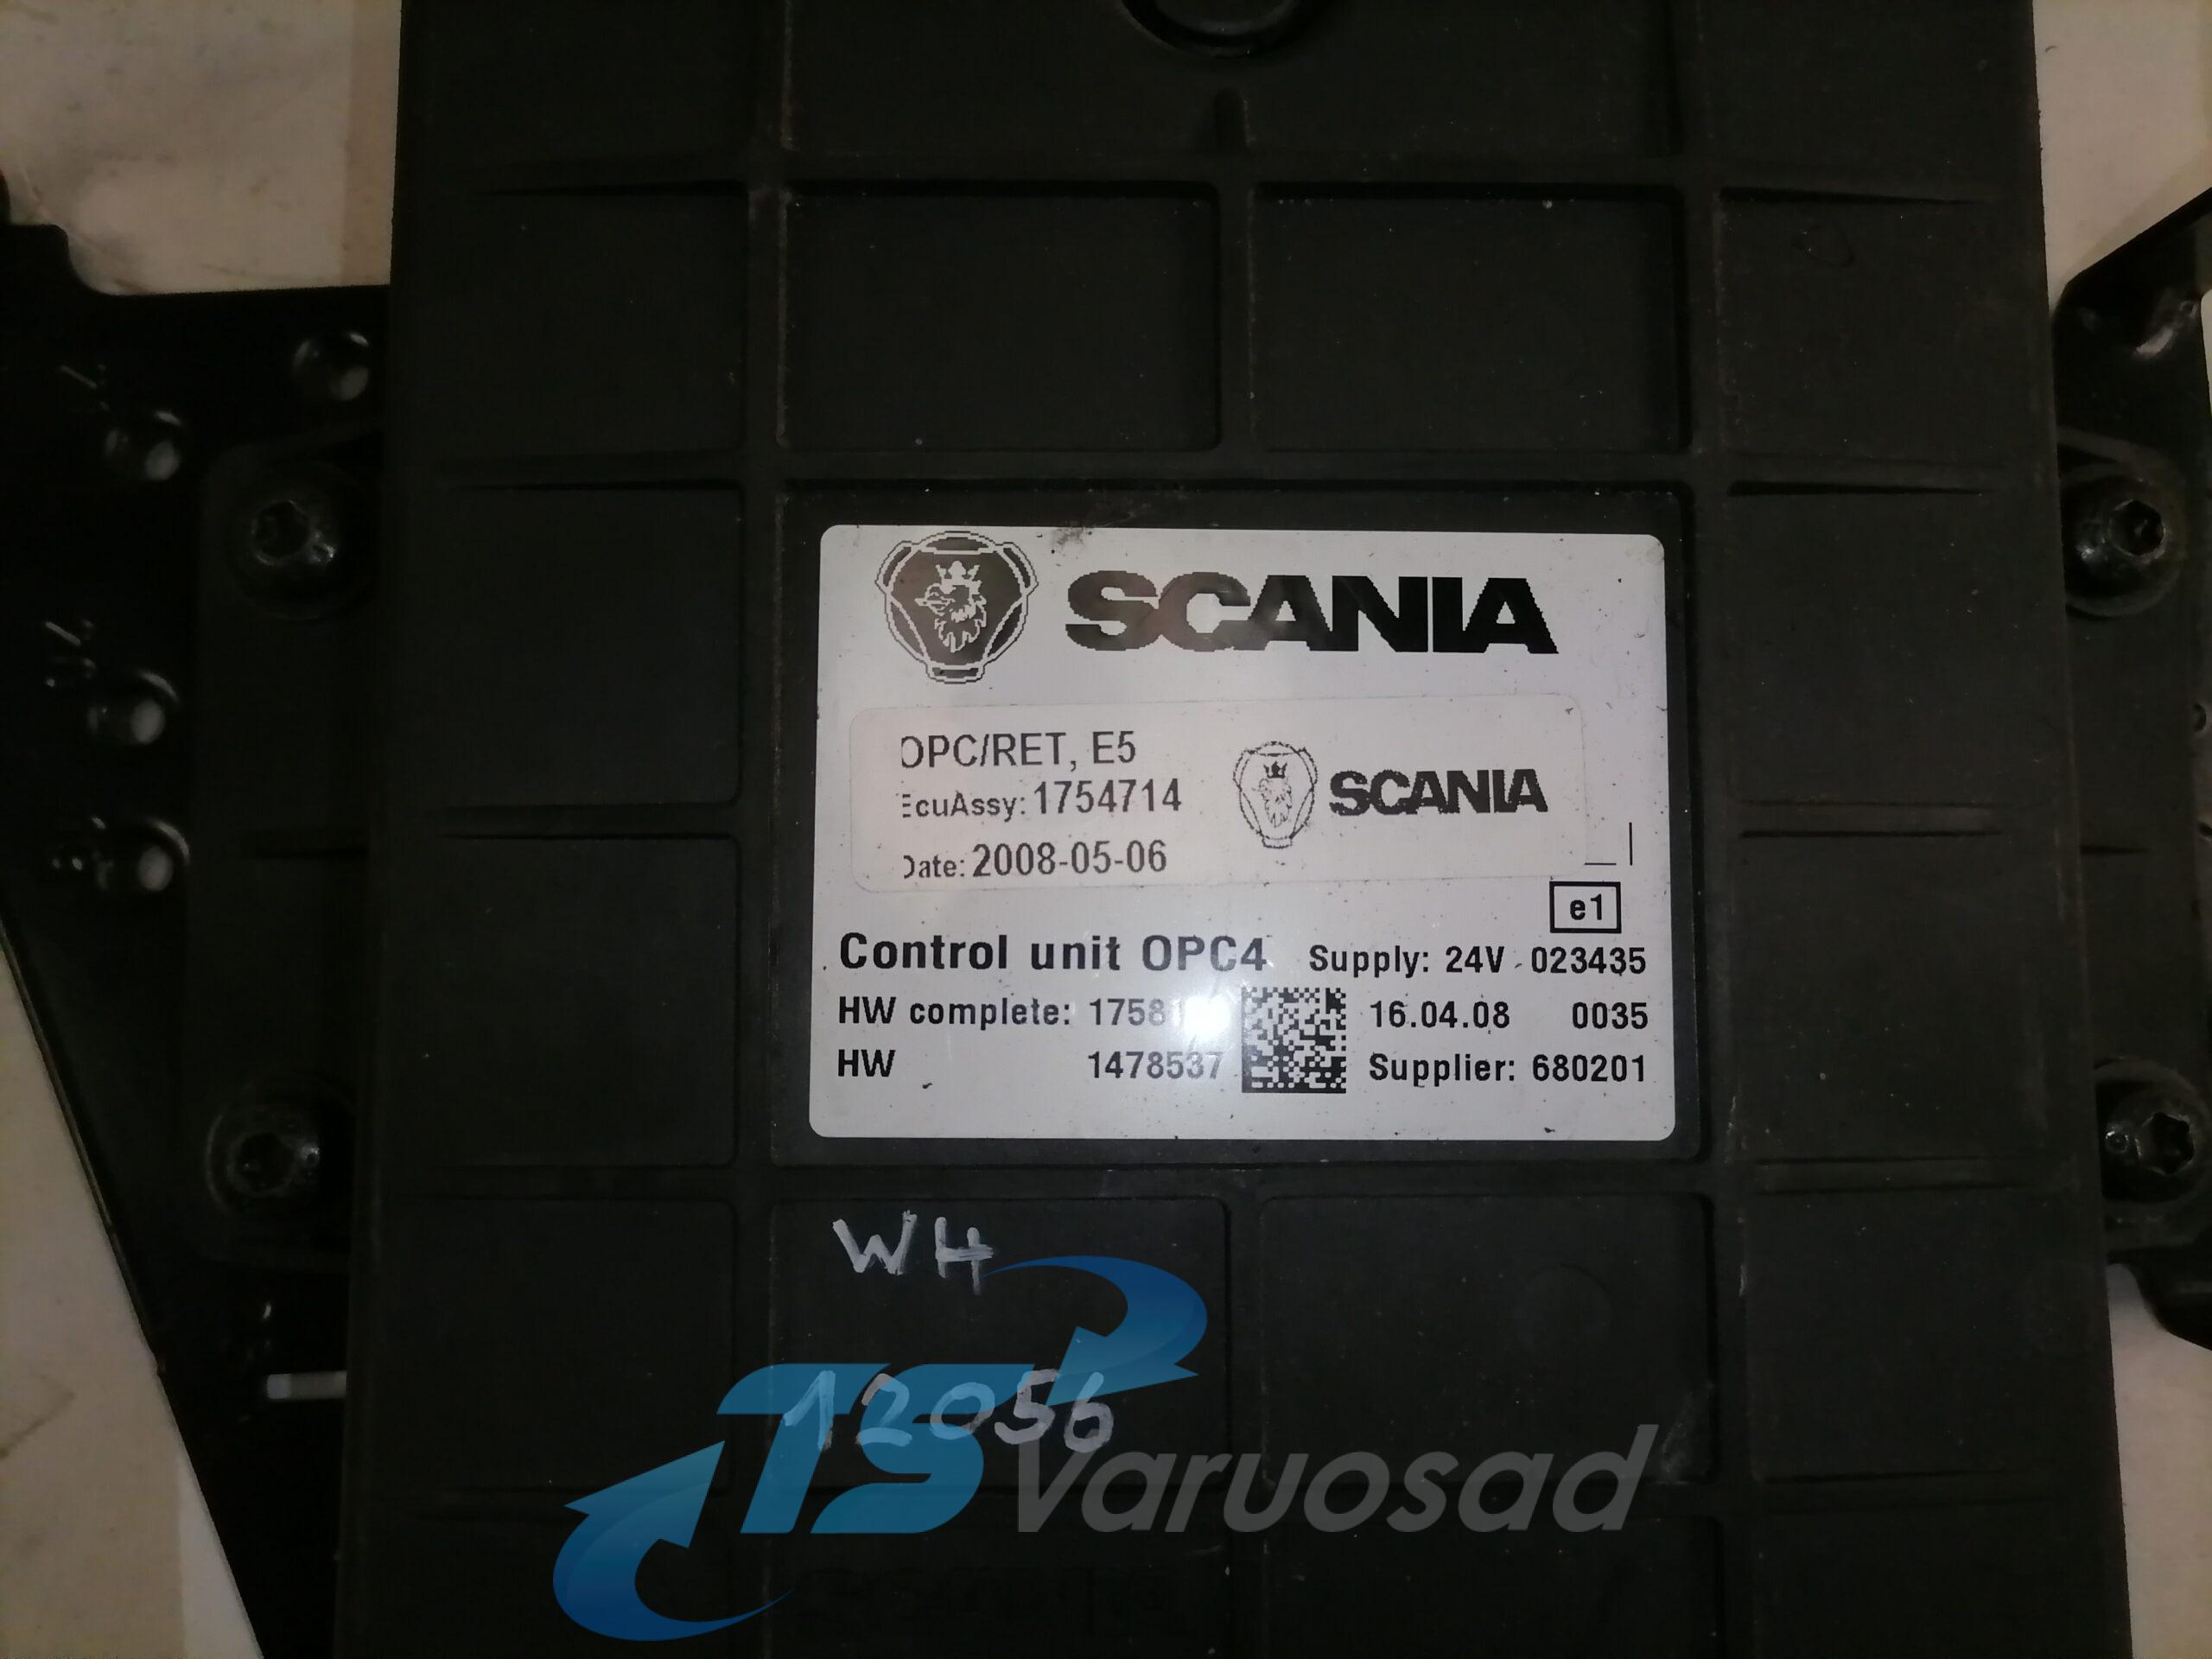 SCANIA
OPC/RET, E5
EcuAssy: 1754714
SCANIA
Date: 2008-05-06
e1
Control unit OPC4 Supply: 24V 023435
HW complete: 16.04.08 0035
HW 1478537 Supplier: 680201
WH
12056
TS Varuosad